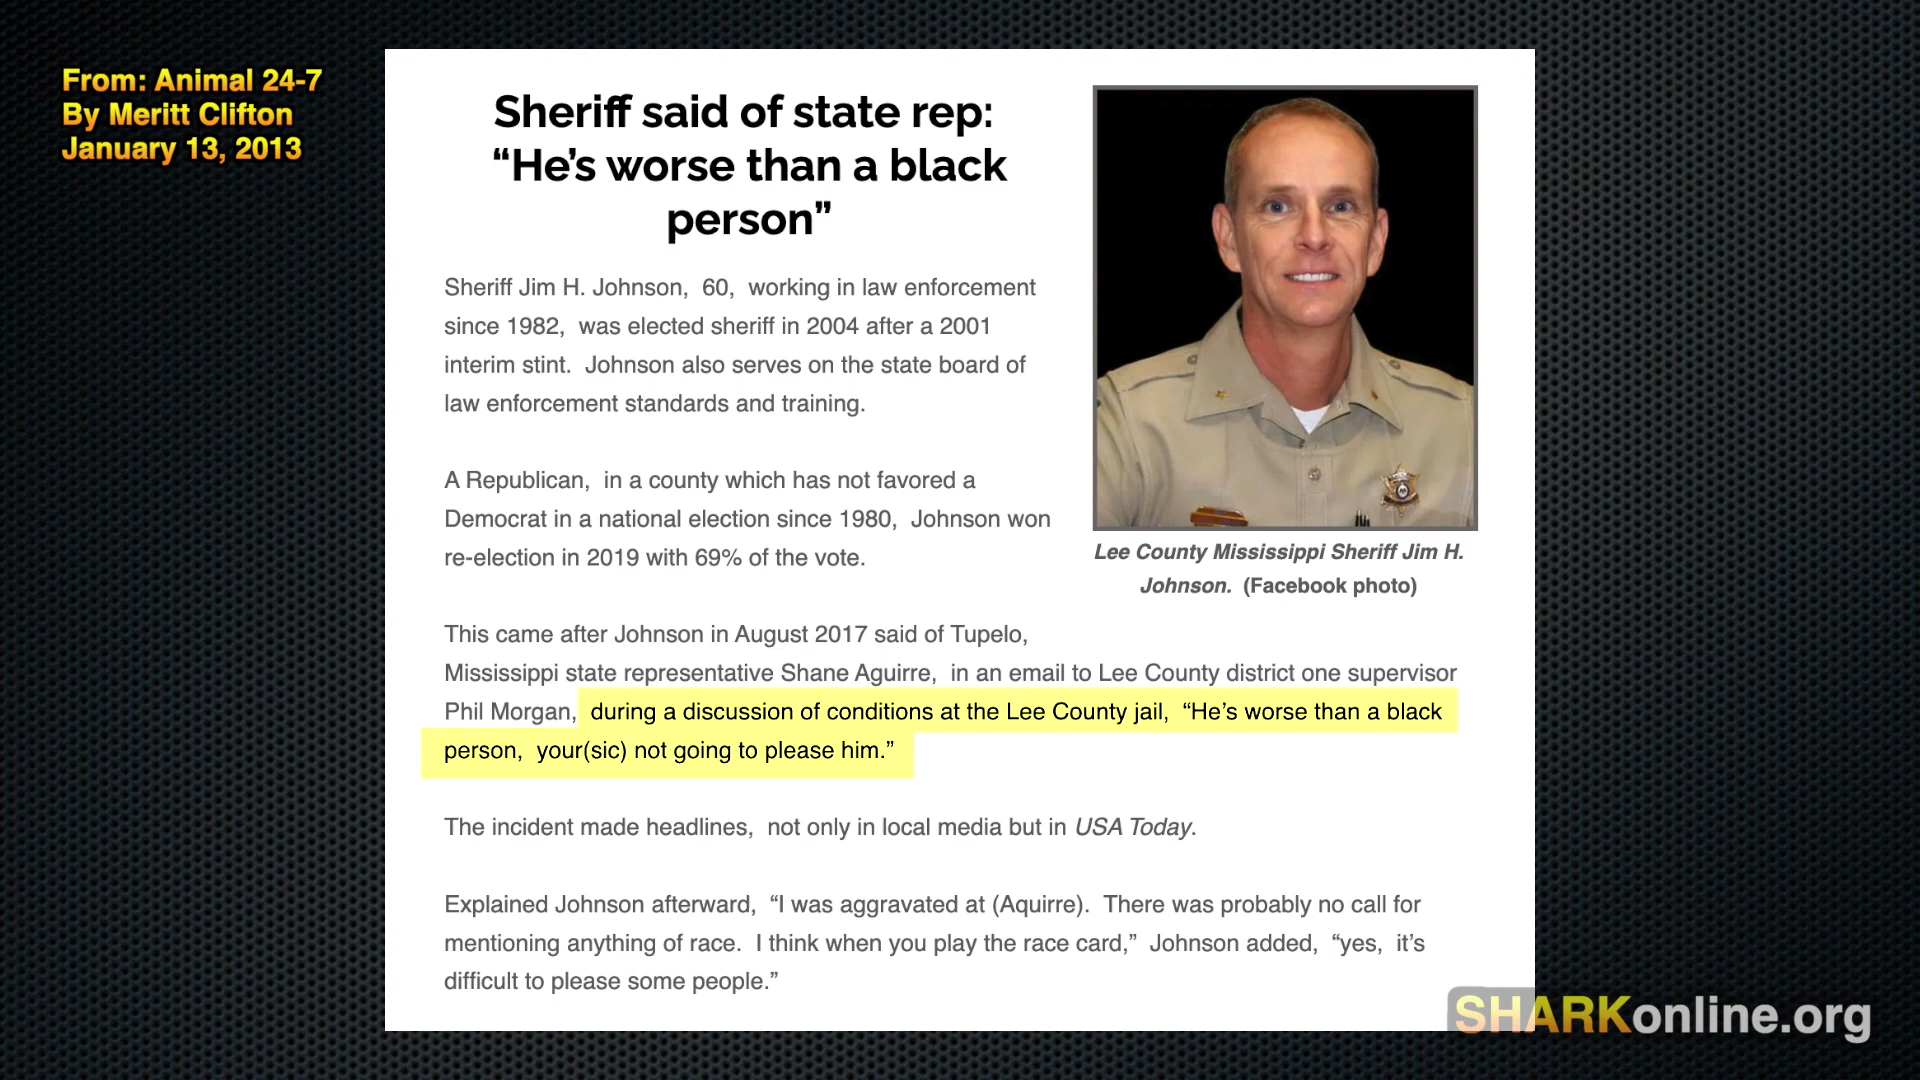 From: Animal 24-7
By Meritt Clifton
January 13, 2013
Sheriff said of state rep:
“He’s worse than a black
person”
Sheriff Jim H. Johnson, 60, working in law enforcement
since 1982, was elected sheriff in 2004 after a 2001
interim stint. Johnson also serves on the state board of
law enforcement standards and training.
A Republican, in a county which has not favored a
Democrat in a national election since 1980, Johnson won
re-election in 2019 with 69% of the vote.
Lee County Mississippi Sheriff Jim H.
Johnson. (Facebook photo)
This came after Johnson in August 2017 said of Tupelo,
Mississippi state representative Shane Aguirre, in an email to Lee County district one supervisor
Phil Morgan, during a discussion of conditions at the Lee County jail, “He’s worse than a black
person, your(sic) not going to please him.”
The incident made headlines, not only in local media but in USA Today.
Explained Johnson afterward, “I was aggravated at (Aquirre). There was probably no call for
mentioning anything of race. I think when you play the race card,” Johnson added, “yes, it’s
difficult to please some people.”
SHARKonline.org